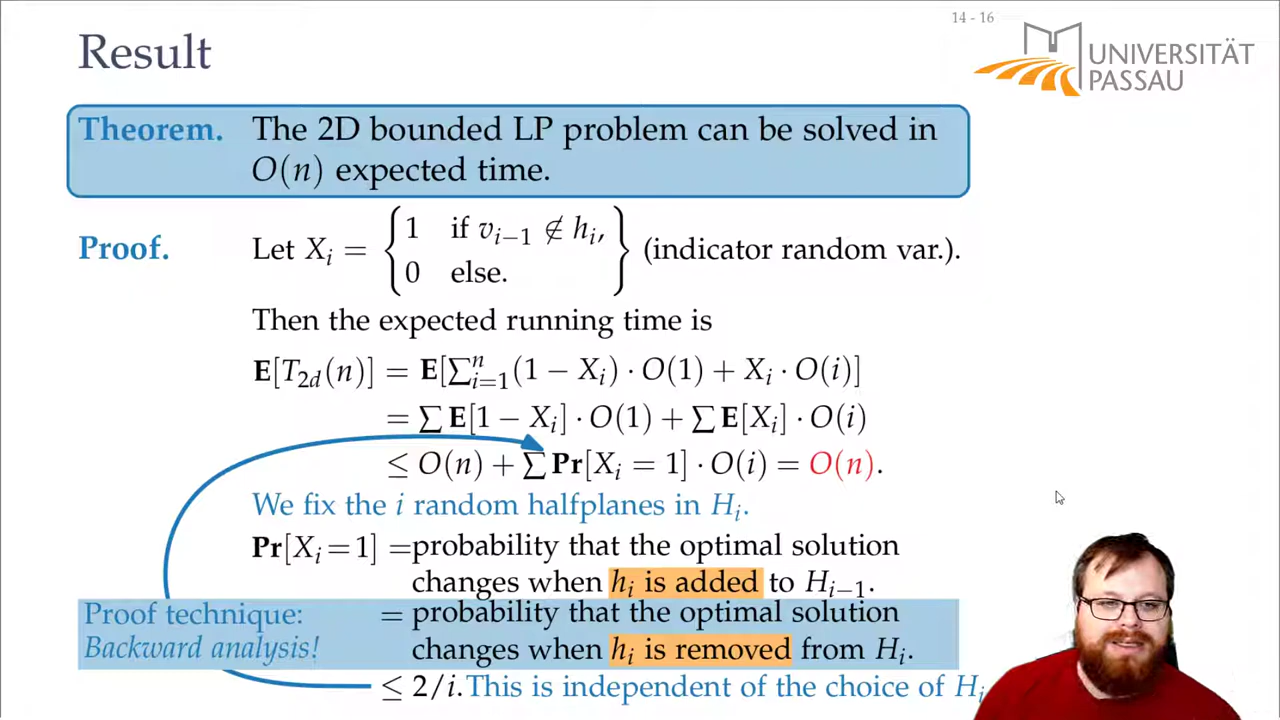 14 - 16
Result
UNIVERSITÄT
PASSAU
Theorem. The 2D bounded LP problem can be solved in
O(n) expected time.
Proof. Let X_i = { 1 if v_{i−1} ∉ h_i, 0 else. } (indicator random var.).
Then the expected running time is
E[T_{2d}(n)] = E[∑_{i=1}^n (1 − X_i) · O(1) + X_i · O(i)]
= ∑ E[1 − X_i] · O(1) + ∑ E[X_i] · O(i)
≤ O(n) + ∑ Pr[X_i = 1] · O(i) = O(n).
We fix the i random halfplanes in H_i.
Pr[X_i = 1] = probability that the optimal solution
changes when h_i is added to H_{i−1}.
Proof technique: = probability that the optimal solution
Backward analysis! changes when h_i is removed from H_i.
≤ 2/i. This is independent of the choice of H_i